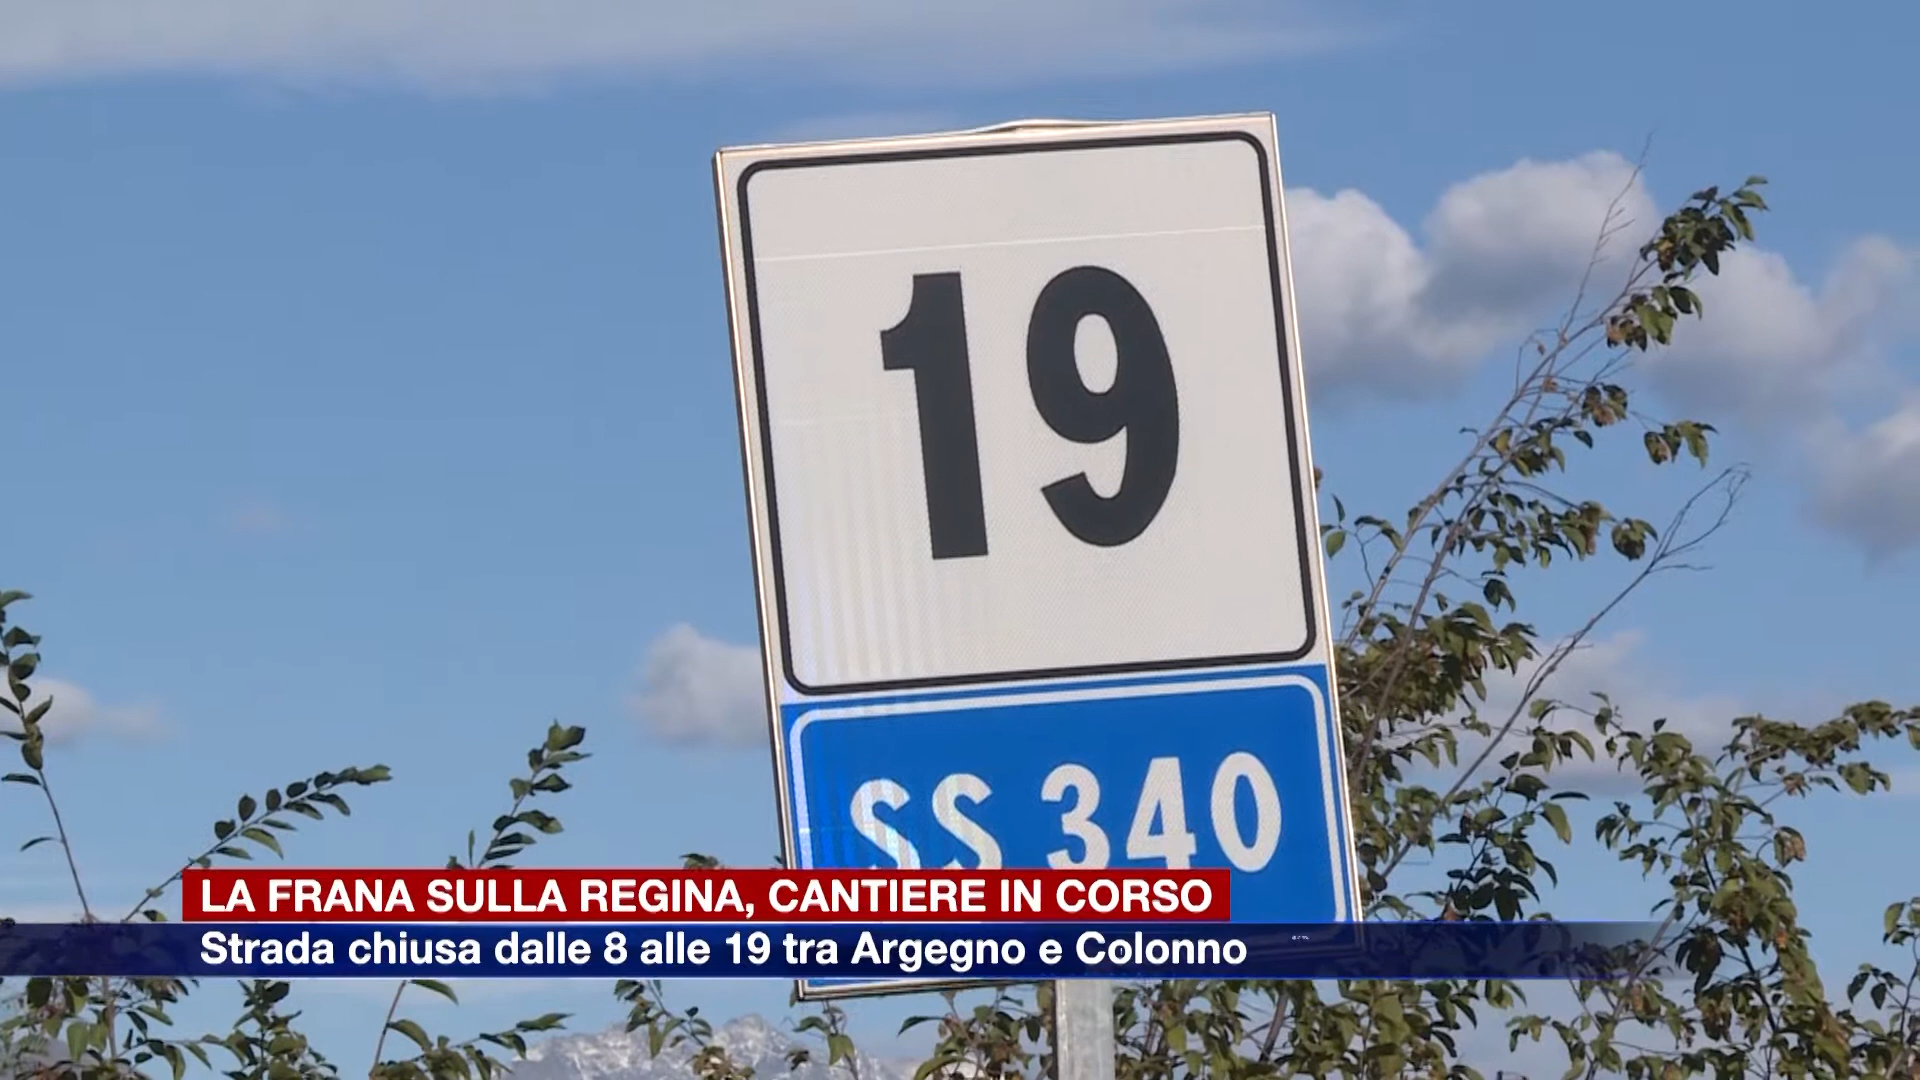 19
SS 340
LA FRANA SULLA REGINA, CANTIERE IN CORSO
Strada chiusa dalle 8 alle 19 tra Argegno e Colonno